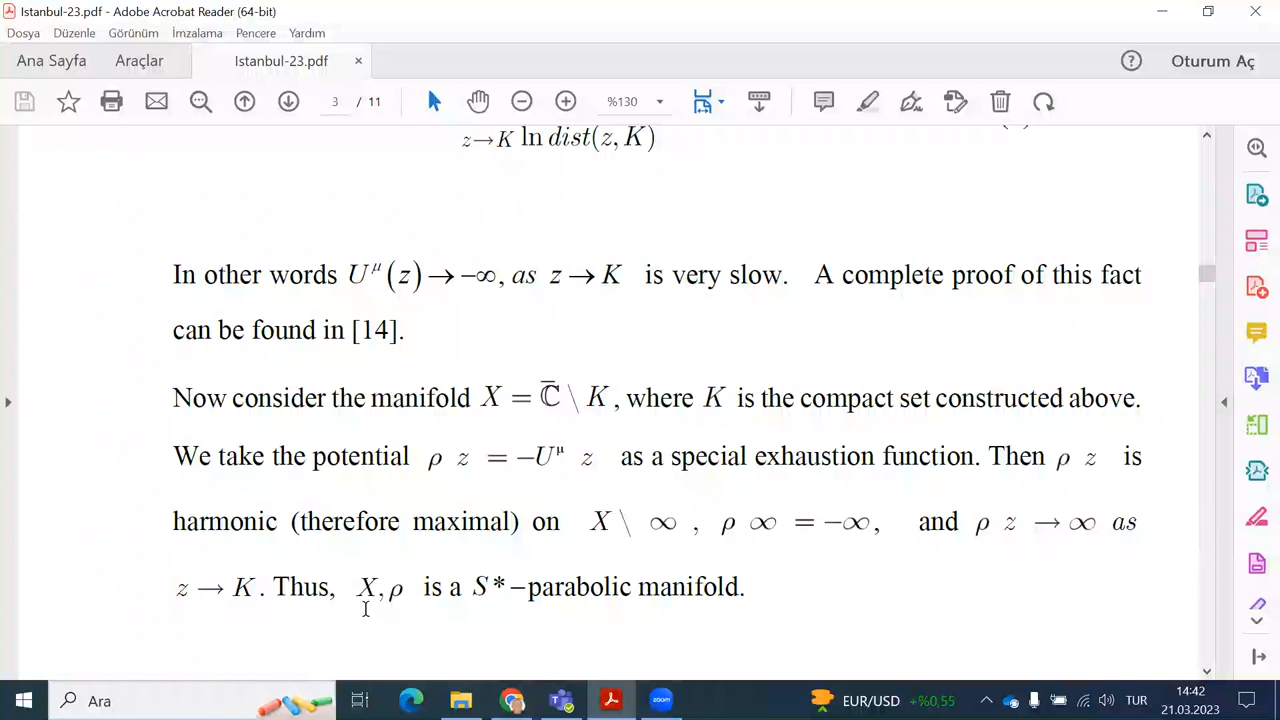 Istanbul-23.pdf - Adobe Acrobat Reader (64-bit)
Dosya Düzenle Görünüm İmzalama Pencere Yardım
Ana Sayfa Araçlar Istanbul-23.pdf × Oturum Aç
3 / 11 %130
z→K ln dist(z, K)
In other words U^μ(z)→−∞, as z→K is very slow. A complete proof of this fact
can be found in [14].
Now consider the manifold X = ℂ̄ \ K, where K is the compact set constructed above.
We take the potential ρ z = −U^μ z as a special exhaustion function. Then ρ z is
harmonic (therefore maximal) on X \ ∞ , ρ ∞ = −∞, and ρ z → ∞ as
z → K. Thus, X, ρ is a S*−parabolic manifold.
Ara zoom EUR/USD +%0,55 TUR 14:42
21.03.2023